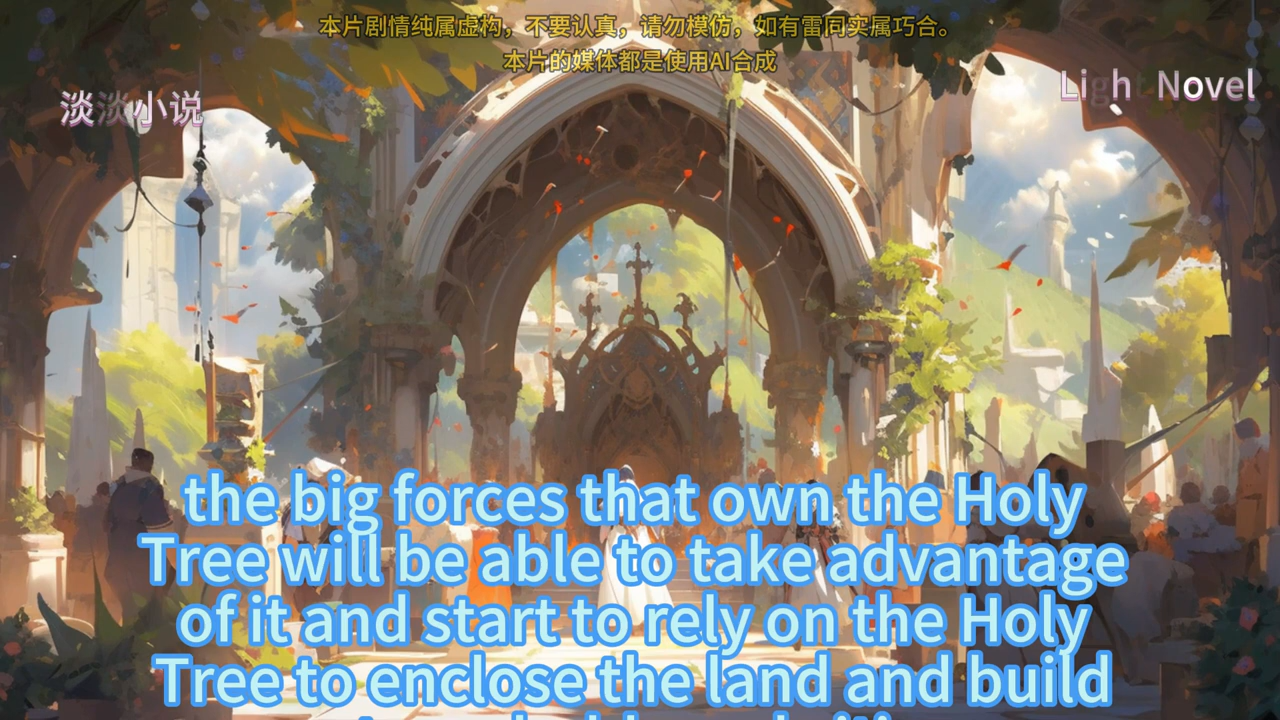 本片剧情纯属虚构，不要认真，请勿模仿，如有雷同实属巧合。
本片的媒体都是使用AI合成
淡淡小说
Light Novel
the big forces that own the Holy
Tree will be able to take advantage
of it and start to rely on the Holy
Tree to enclose the land and build